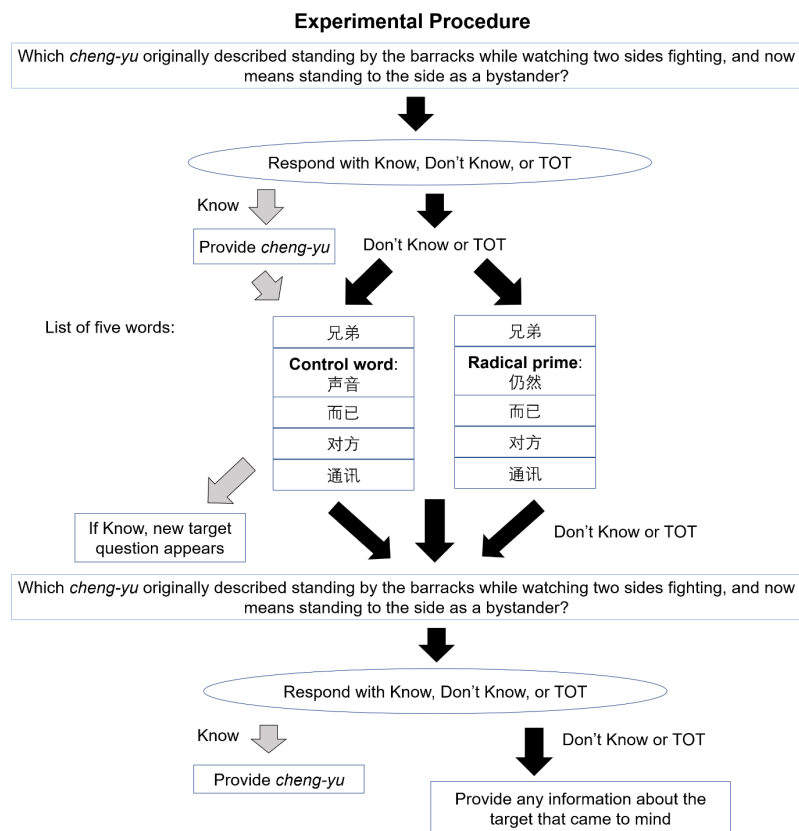 Experimental Procedure
Which cheng-yu originally described standing by the barracks while watching two sides fighting, and now
means standing to the side as a bystander?
Respond with Know, Don’t Know, or TOT
Know
Provide cheng-yu
Don’t Know or TOT
List of five words:
兄弟
Control word:
声音
而已
对方
通讯
兄弟
Radical prime:
仍然
而已
对方
通讯
If Know, new target
question appears
Don’t Know or TOT
Which cheng-yu originally described standing by the barracks while watching two sides fighting, and now
means standing to the side as a bystander?
Respond with Know, Don’t Know, or TOT
Know
Provide cheng-yu
Don’t Know or TOT
Provide any information about the
target that came to mind